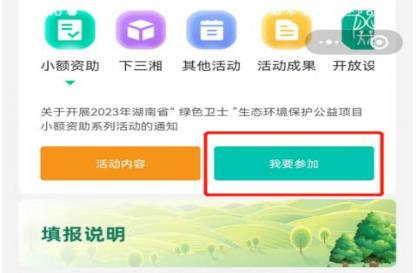 小额资助 下三湘 其他活动 活动成果 开放设
关于开展2023年湖南省“ 绿色卫士 ”生态环境保护公益项目
小额资助系列活动的通知
活动内容 我要参加
填报说明